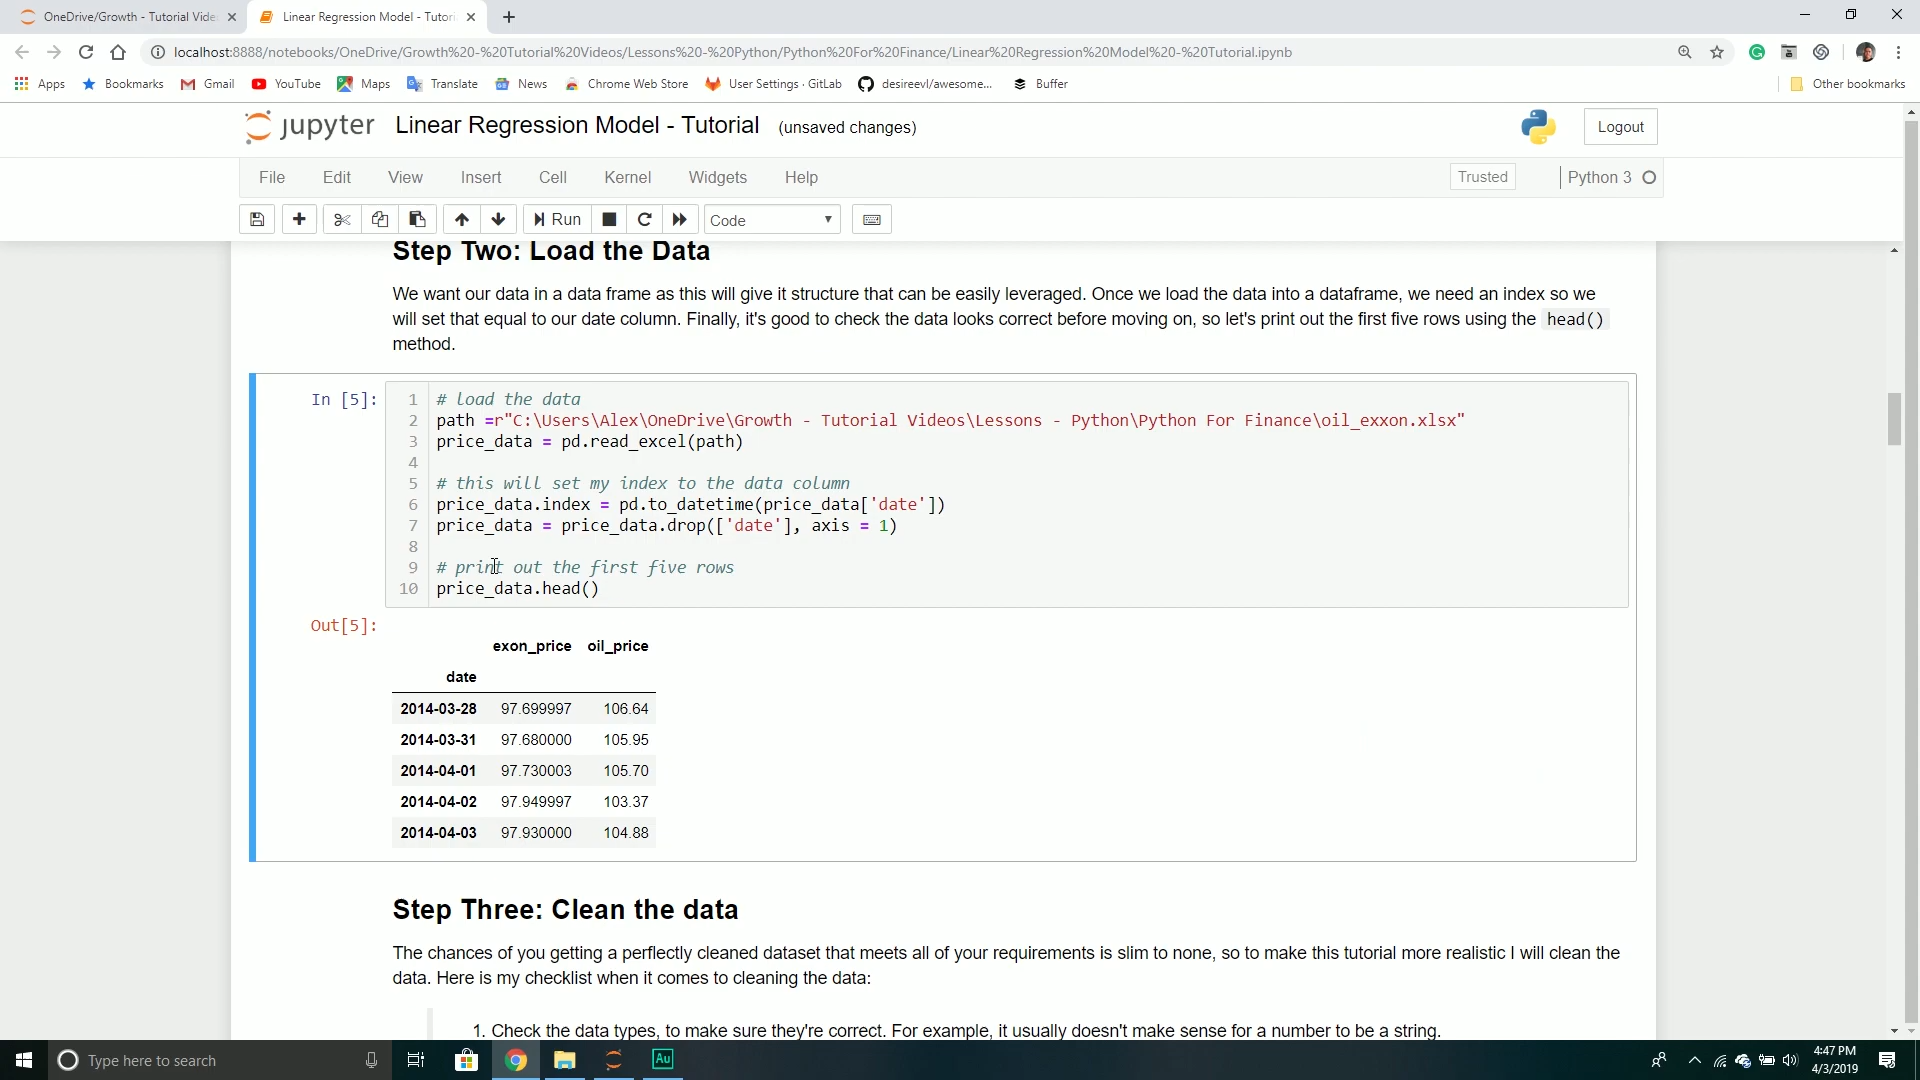 OneDrive/Growth - Tutorial Vide
Linear Regression Model - Tutori
localhost:8888/notebooks/OneDrive/Growth%20-%20Tutorial%20Videos/Lessons%20-%20Python/Python%20For%20Finance/Linear%20Regression%20Model%20-%20Tutorial.ipynb
Apps Bookmarks Gmail YouTube Maps Translate News Chrome Web Store User Settings · GitLab desireevl/awesome... Buffer Other bookmarks
jupyter Linear Regression Model - Tutorial (unsaved changes) Logout
File Edit View Insert Cell Kernel Widgets Help Trusted Python 3
Run Code
Step Two: Load the Data
We want our data in a data frame as this will give it structure that can be easily leveraged. Once we load the data into a dataframe, we need an index so we
will set that equal to our date column. Finally, it's good to check the data looks correct before moving on, so let's print out the first five rows using the head()
method.
In [5]:
1 # load the data
2 path =r"C:\Users\Alex\OneDrive\Growth - Tutorial Videos\Lessons - Python\Python For Finance\oil_exxon.xlsx"
3 price_data = pd.read_excel(path)
4
5 # this will set my index to the data column
6 price_data.index = pd.to_datetime(price_data['date'])
7 price_data = price_data.drop(['date'], axis = 1)
8
9 # print out the first five rows
10 price_data.head()
Out[5]:
exon_price oil_price
date
2014-03-28 97.699997 106.64
2014-03-31 97.680000 105.95
2014-04-01 97.730003 105.70
2014-04-02 97.949997 103.37
2014-04-03 97.930000 104.88
Step Three: Clean the data
The chances of you getting a perflectly cleaned dataset that meets all of your requirements is slim to none, so to make this tutorial more realistic I will clean the
data. Here is my checklist when it comes to cleaning the data:
1. Check the data types, to make sure they're correct. For example, it usually doesn't make sense for a number to be a string.
Type here to search
Au
4:47 PM
4/3/2019